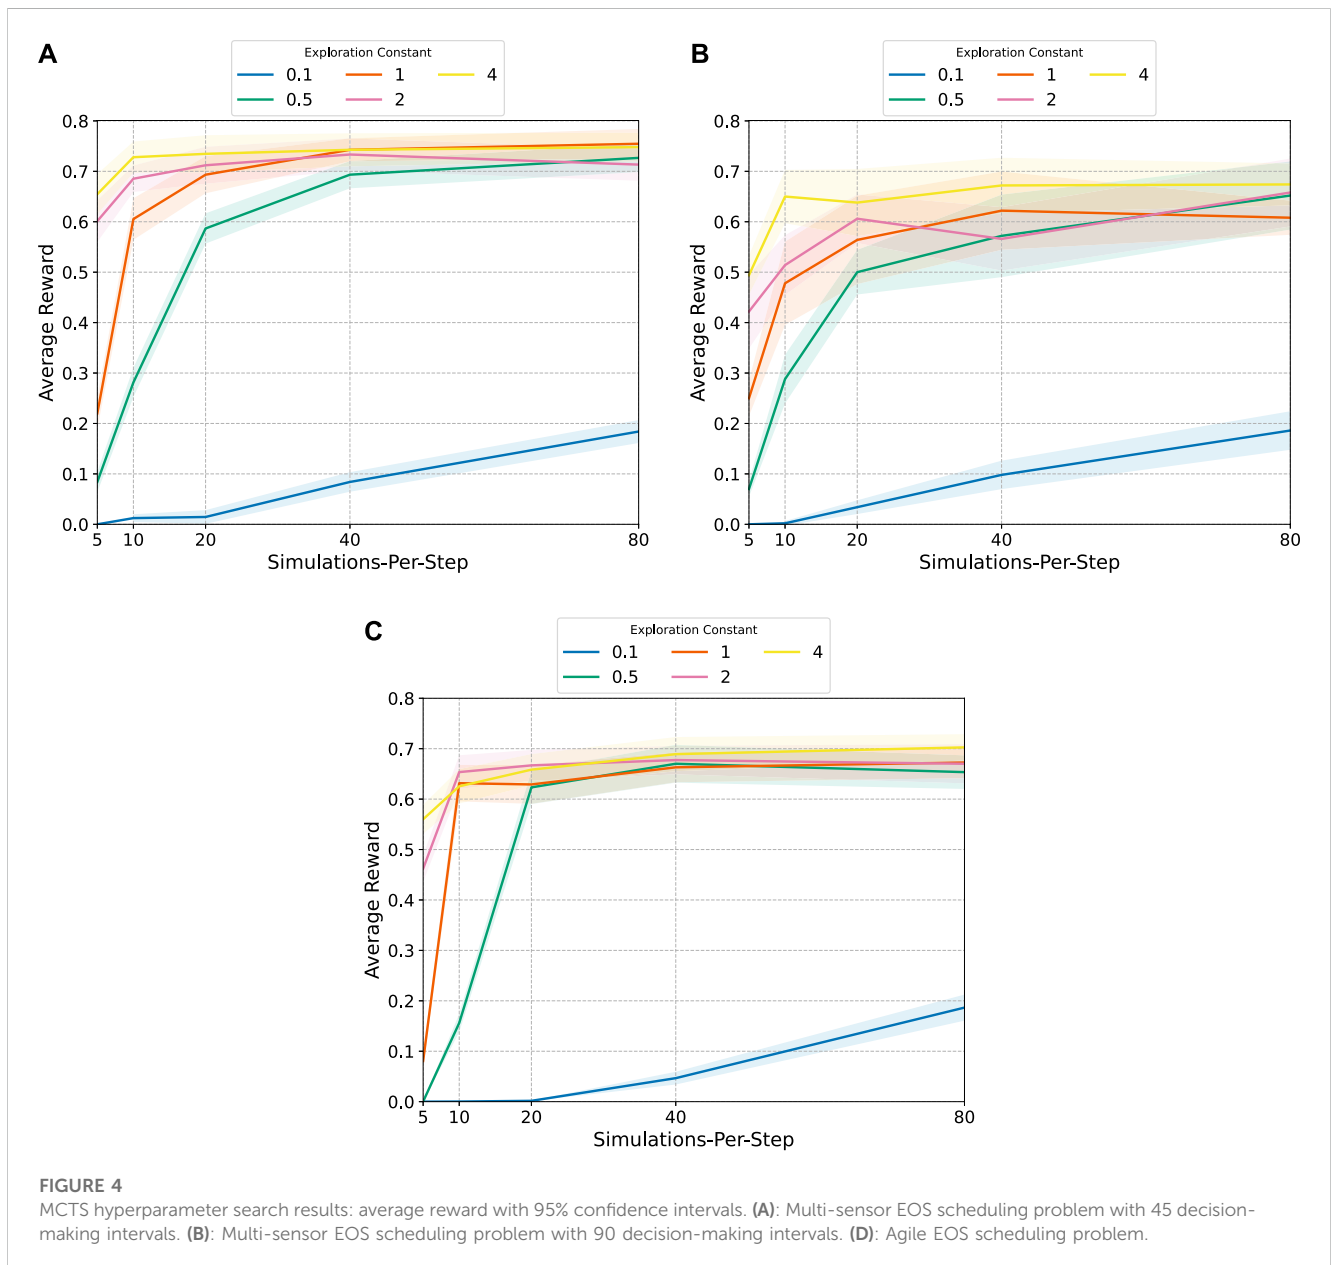 A
Exploration Constant
0.1 1 4
0.5 2
0.8
0.7
0.6
0.5
0.4
0.3
0.2
0.1
0.0
Average Reward
5 10 20 40 80
Simulations-Per-Step
B
Exploration Constant
0.1 1 4
0.5 2
0.8
0.7
0.6
0.5
0.4
0.3
0.2
0.1
0.0
Average Reward
5 10 20 40 80
Simulations-Per-Step
C
Exploration Constant
0.1 1 4
0.5 2
0.8
0.7
0.6
0.5
0.4
0.3
0.2
0.1
0.0
Average Reward
5 10 20 40 80
Simulations-Per-Step
FIGURE 4
MCTS hyperparameter search results: average reward with 95% confidence intervals. (A): Multi-sensor EOS scheduling problem with 45 decision-
making intervals. (B): Multi-sensor EOS scheduling problem with 90 decision-making intervals. (D): Agile EOS scheduling problem.